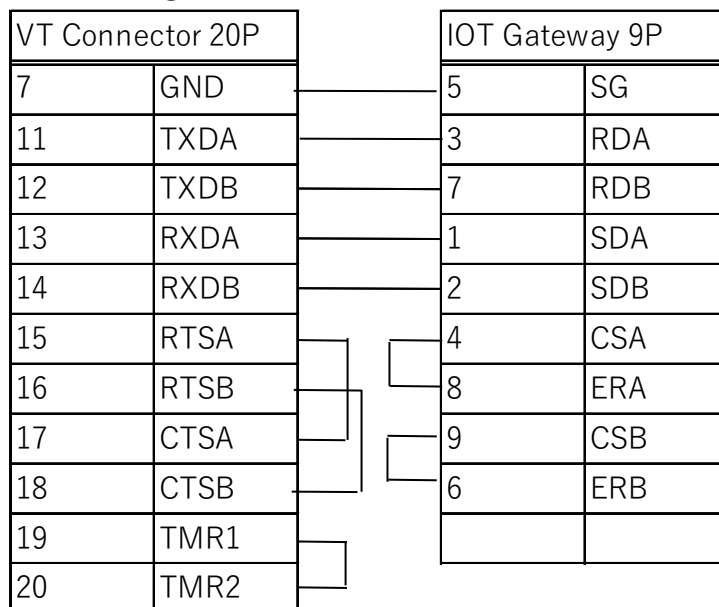 VT Connector 20P IOT Gateway 9P
7 GND 5 SG
11 TXDA 3 RDA
12 TXDB 7 RDB
13 RXDA 1 SDA
14 RXDB 2 SDB
15 RTSA 4 CSA
16 RTSB 8 ERA
17 CTSA 9 CSB
18 CTSB 6 ERB
19 TMR1
20 TMR2